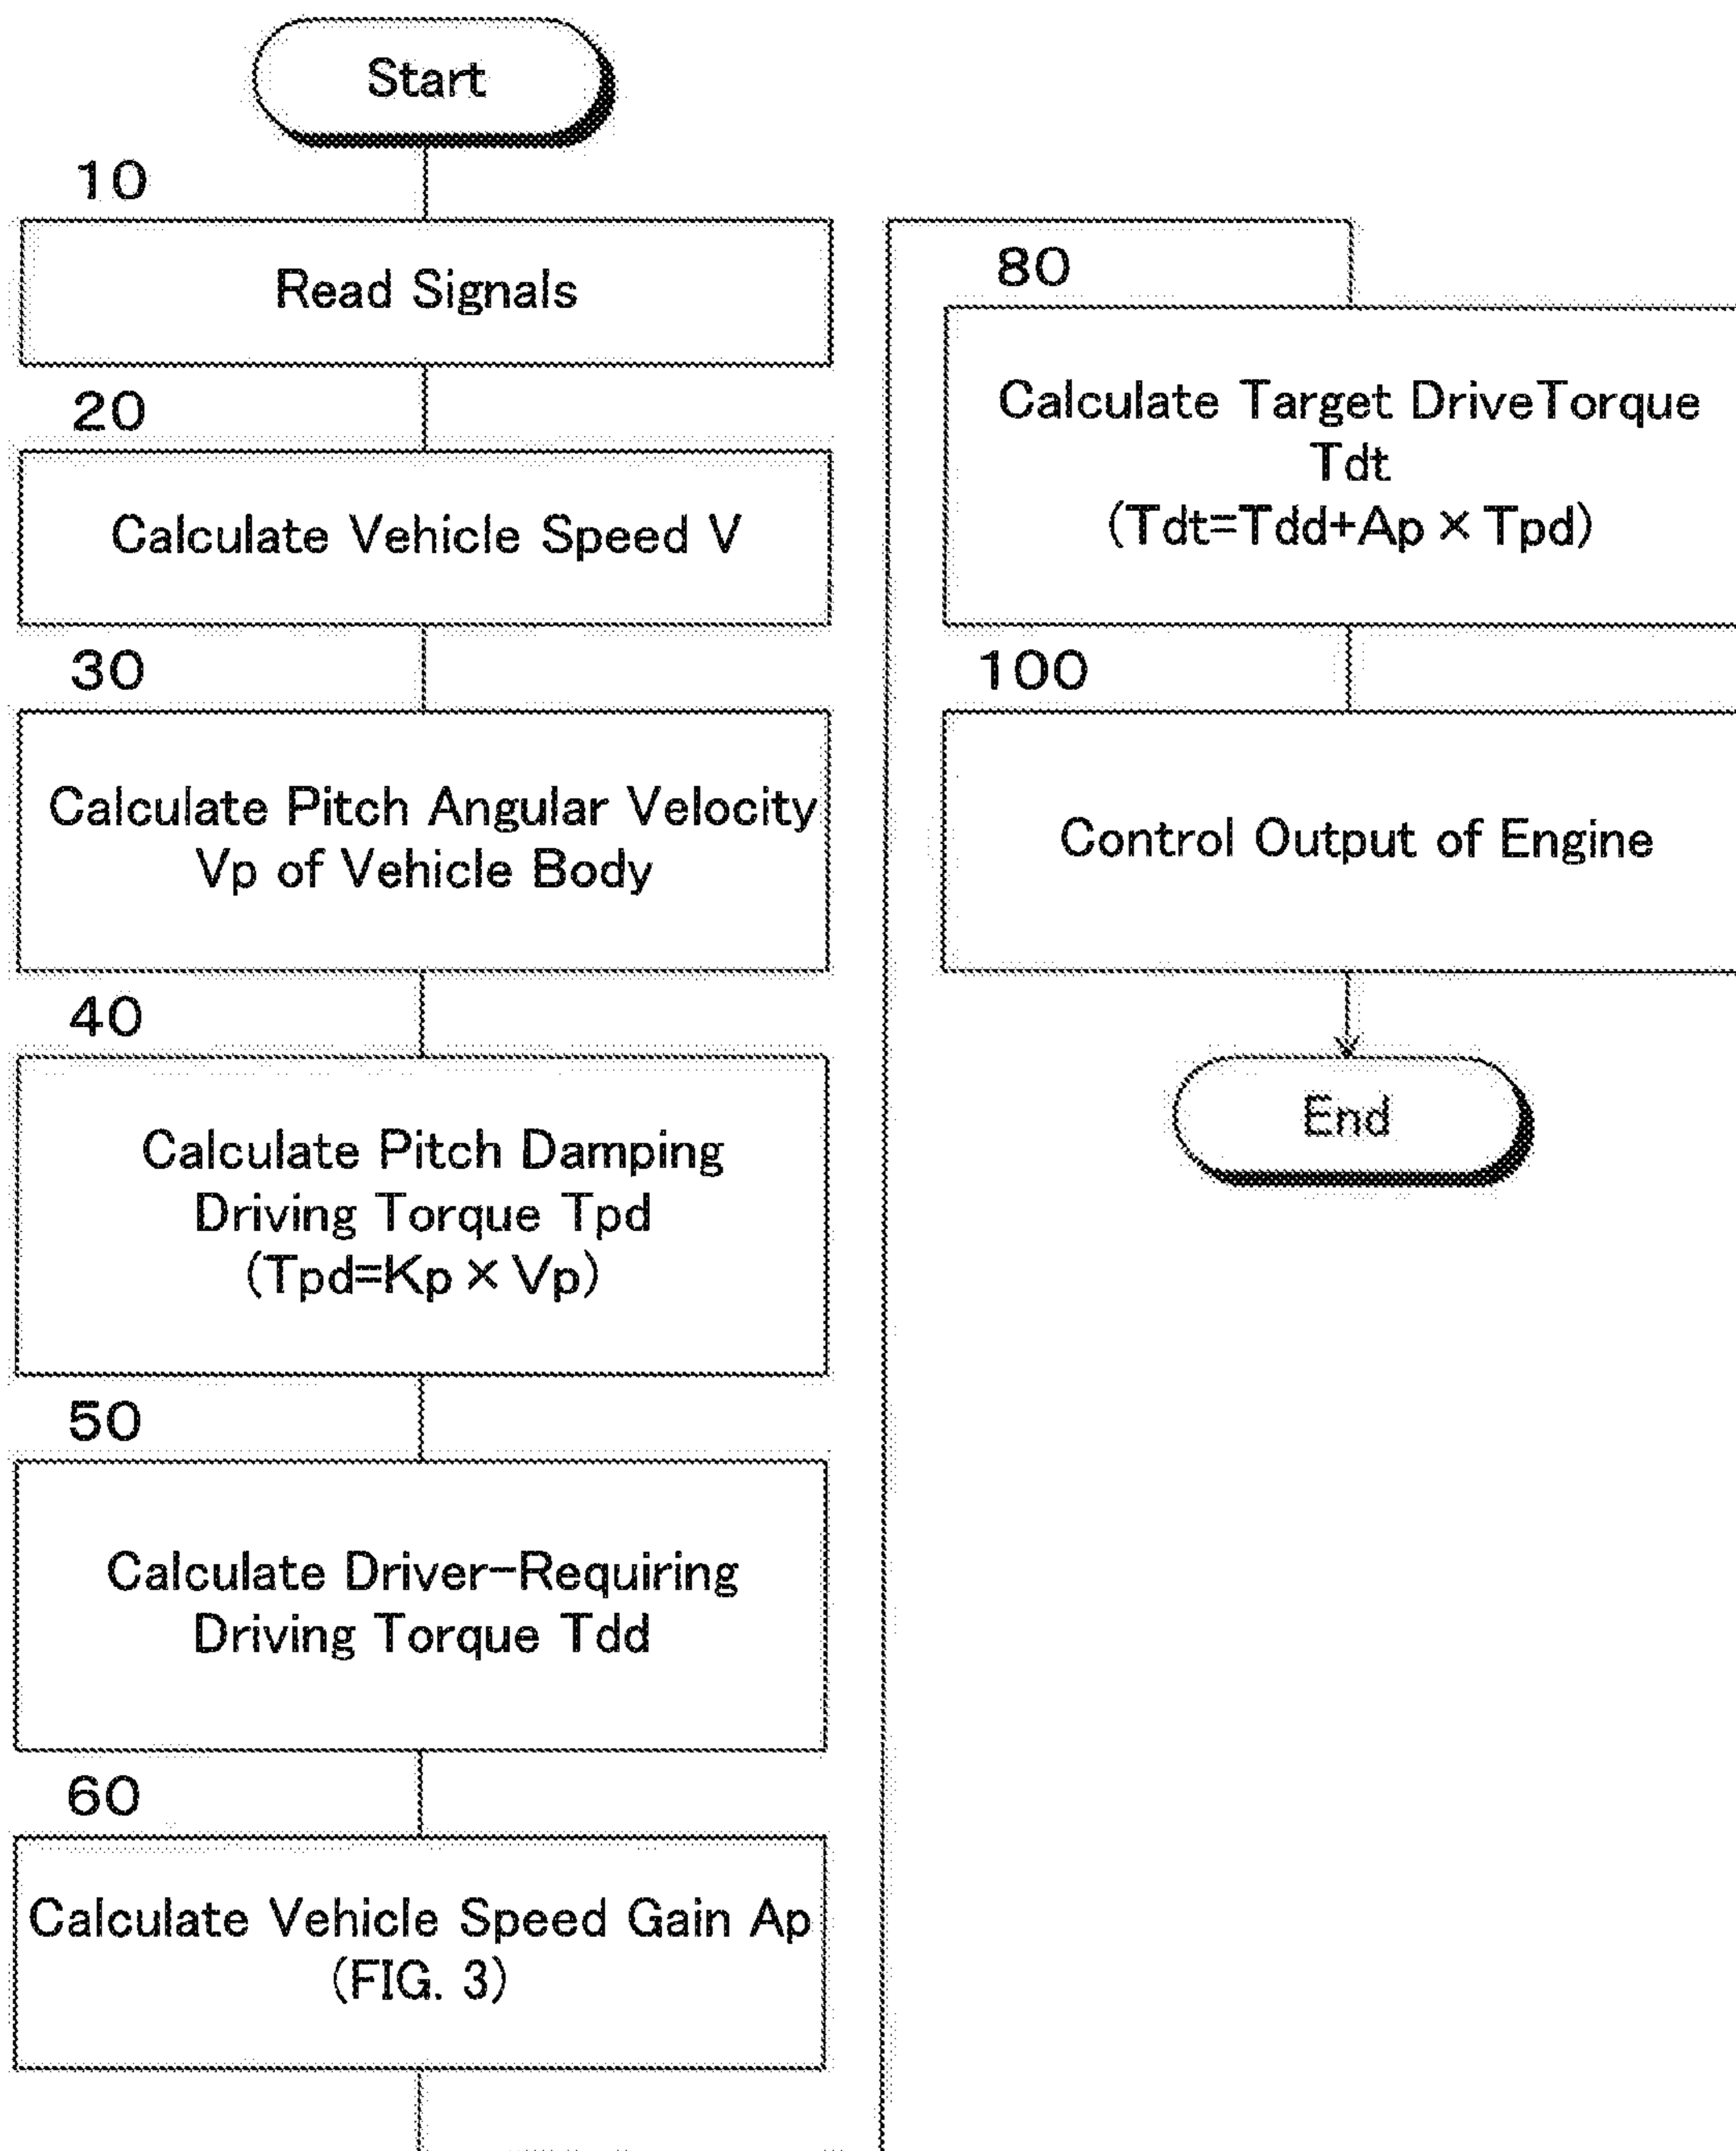 Start
10
Read Signals
20
Calculate Vehicle Speed V
30
Calculate Pitch Angular Velocity
Vp of Vehicle Body
40
Calculate Pitch Damping
Driving Torque Tpd
(Tpd=Kp × Vp)
50
Calculate Driver-Requiring
Driving Torque Tdd
60
Calculate Vehicle Speed Gain Ap
(FIG. 3)
80
Calculate Target DriveTorque
Tdt
(Tdt=Tdd+Ap × Tpd)
100
Control Output of Engine
End